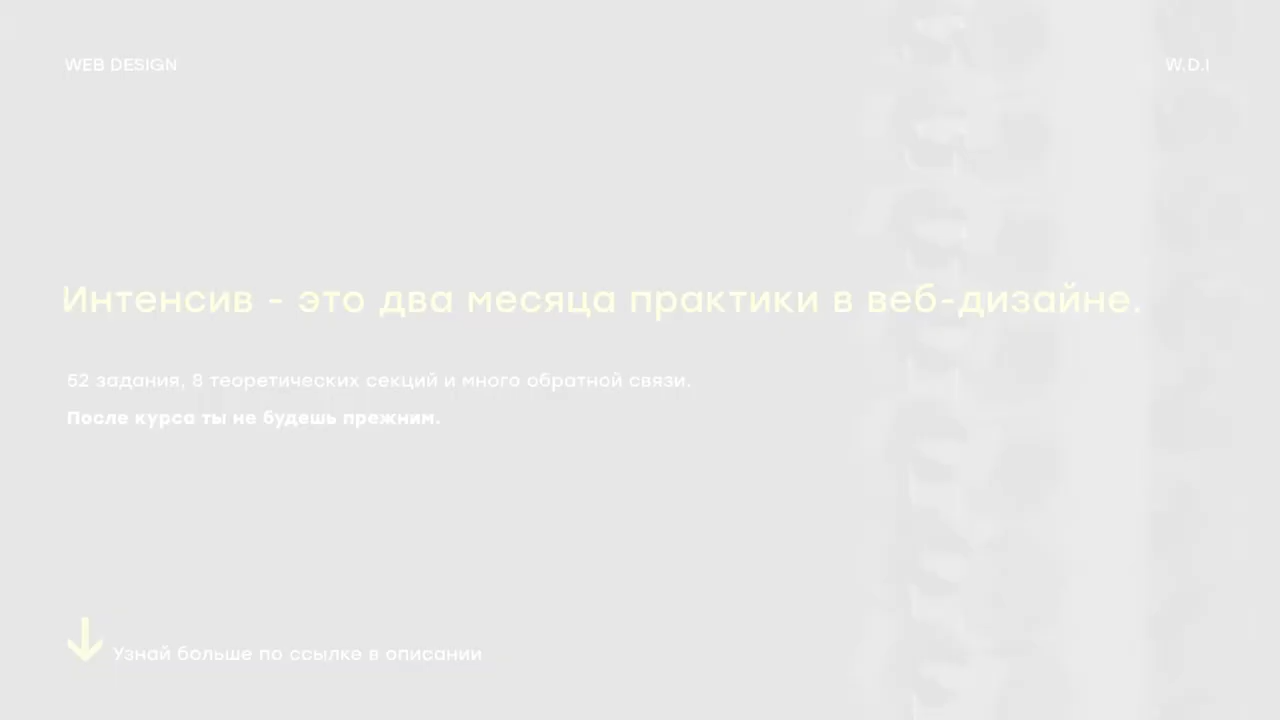 WEB DESIGN
W.D.I
Интенсив - это два месяца практики в веб-дизайне.
52 задания, 8 теоретических секций и много обратной связи.
После курса ты не будешь прежним.
Узнай больше по ссылке в описании